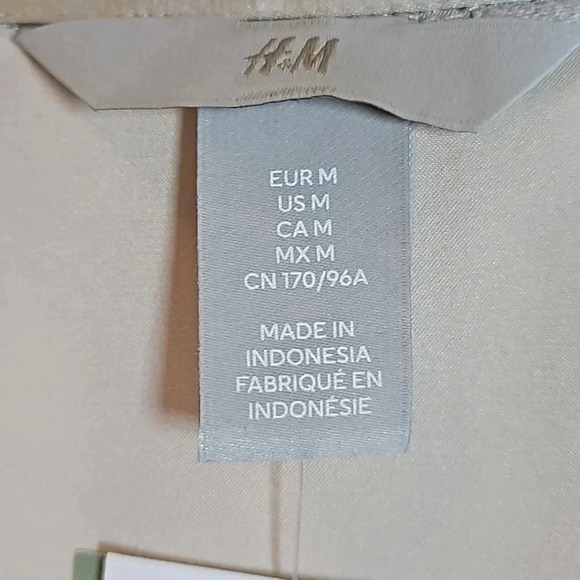 H&M
EUR M
US M
CA M
MX M
CN 170/96A
MADE IN
INDONESIA
FABRIQUÉ EN
INDONÉSIE